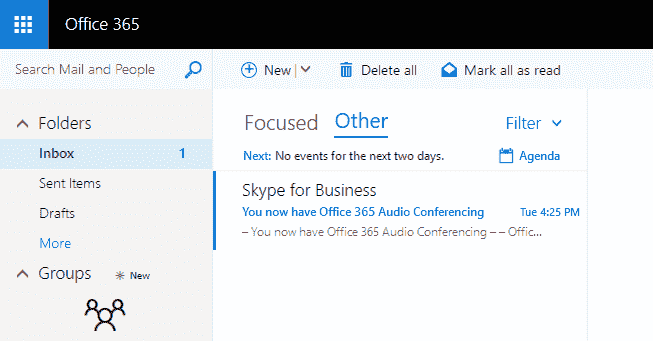 Office 365
Search Mail and People
New
Delete all
Mark all as read
Folders
Inbox 1
Sent Items
Drafts
More
Groups
New
Focused
Other
Filter
Next: No events for the next two days.
Agenda
Skype for Business
You now have Office 365 Audio Conferencing
Tue 4:25 PM
– You now have Office 365 Audio Conferencing – – Offic...